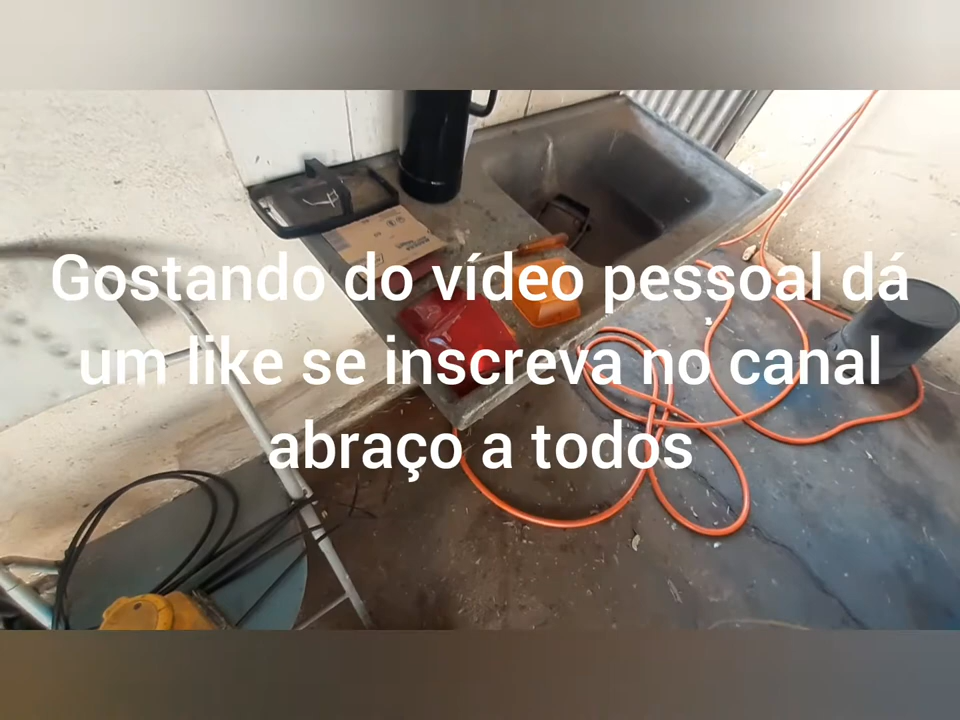 Gostando do vídeo pessoal dá
um like se inscreva no canal
abraço a todos